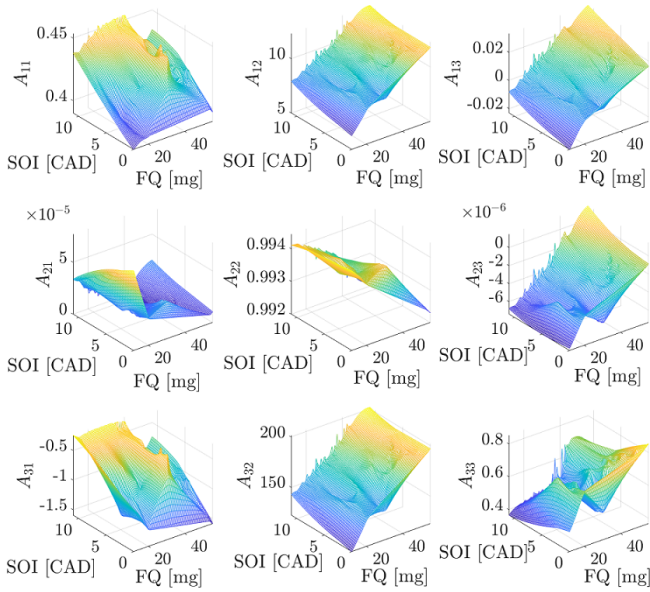 A11
0.45
0.4
10
5
0
SOI [CAD]
20
40
FQ [mg]
A12
10
5
10
5
0
SOI [CAD]
20
40
FQ [mg]
A13
0.02
0
-0.02
10
5
0
SOI [CAD]
20
40
FQ [mg]
×10-5
A21
5
0
10
5
0
SOI [CAD]
20
40
FQ [mg]
A22
0.994
0.993
0.992
10
5
0
SOI [CAD]
20
40
FQ [mg]
×10-6
A23
0
-2
-4
-6
10
5
0
SOI [CAD]
20
40
FQ [mg]
A31
-0.5
-1
-1.5
10
5
0
SOI [CAD]
20
40
FQ [mg]
A32
200
150
10
5
0
SOI [CAD]
20
40
FQ [mg]
A33
0.8
0.6
0.4
10
5
0
SOI [CAD]
20
40
FQ [mg]